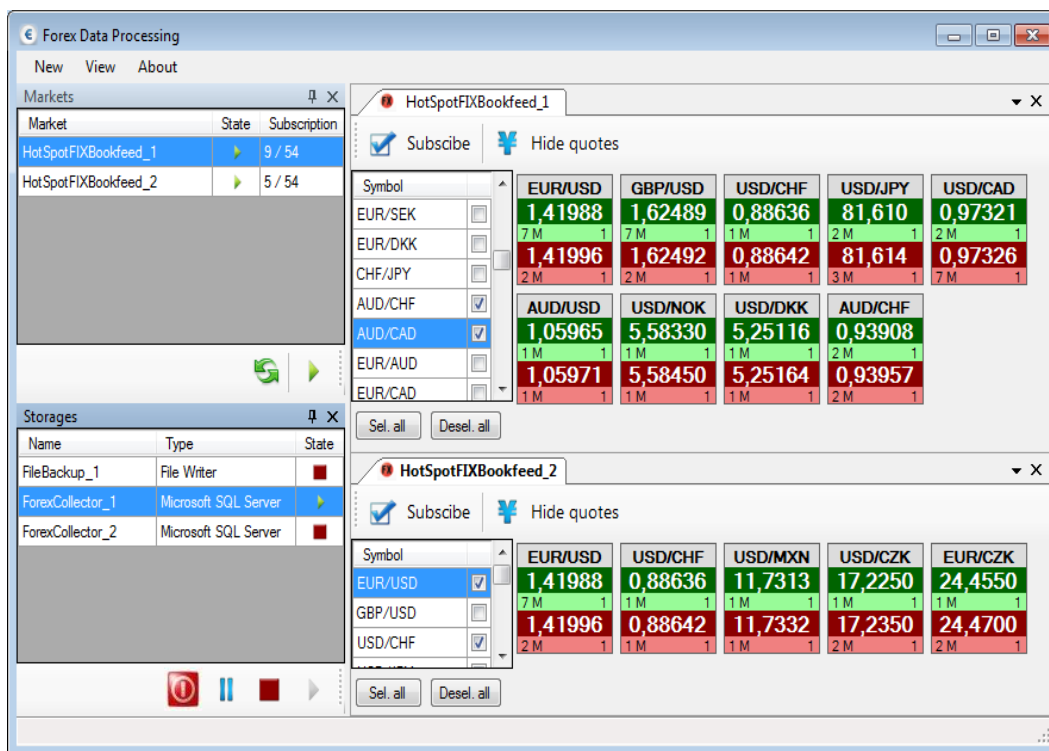 Forex Data Processing
New View About
Markets
Market State Subscription
HotSpotFIXBookfeed_1 9 / 54
HotSpotFIXBookfeed_2 5 / 54
Storages
Name Type State
FileBackup_1 File Writer
ForexCollector_1 Microsoft SQL Server
ForexCollector_2 Microsoft SQL Server
HotSpotFIXBookfeed_1
Subscibe Hide quotes
Symbol
EUR/SEK
EUR/DKK
CHF/JPY
AUD/CHF
AUD/CAD
EUR/AUD
EUR/CAD
Sel. all Desel. all
EUR/USD GBP/USD USD/CHF USD/JPY USD/CAD
1,41988 1,62489 0,88636 81,610 0,97321
7 M 1 7 M 1 1 M 1 2 M 1 2 M 1
1,41996 1,62492 0,88642 81,614 0,97326
2 M 1 2 M 1 1 M 1 3 M 1 7 M 1
AUD/USD USD/NOK USD/DKK AUD/CHF
1,05965 5,58330 5,25116 0,93908
1 M 1 1 M 1 1 M 1 2 M 1
1,05971 5,58450 5,25164 0,93957
1 M 1 1 M 1 1 M 1 2 M 1
HotSpotFIXBookfeed_2
Subscibe Hide quotes
Symbol
EUR/USD
GBP/USD
USD/CHF
Sel. all Desel. all
EUR/USD USD/CHF USD/MXN USD/CZK EUR/CZK
1,41988 0,88636 11,7313 17,2250 24,4550
7 M 1 1 M 1 1 M 1 1 M 1 1 M 1
1,41996 0,88642 11,7332 17,2350 24,4700
2 M 1 1 M 1 1 M 1 2 M 1 2 M 1